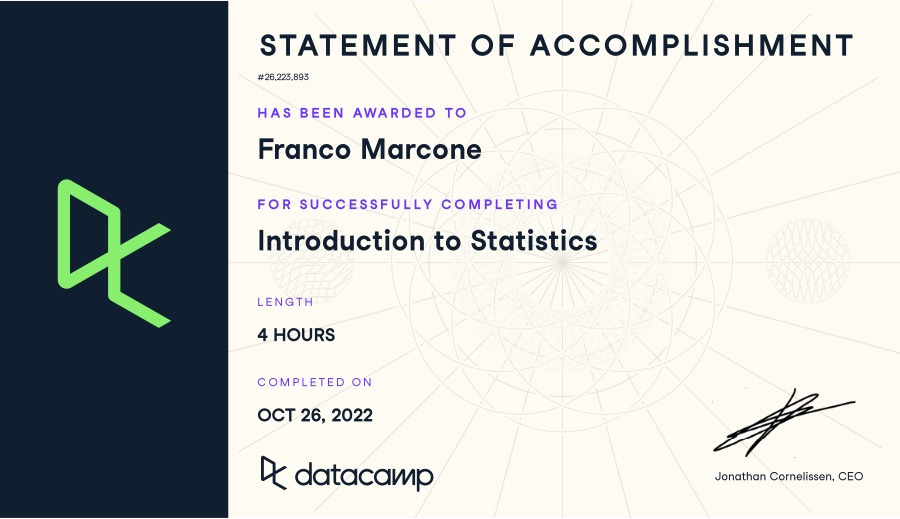 STATEMENT OF ACCOMPLISHMENT
#26,223,893
HAS BEEN AWARDED TO
Franco Marcone
FOR SUCCESSFULLY COMPLETING
Introduction to Statistics
LENGTH
4 HOURS
COMPLETED ON
OCT 26, 2022
datacamp
Jonathan Cornelissen, CEO